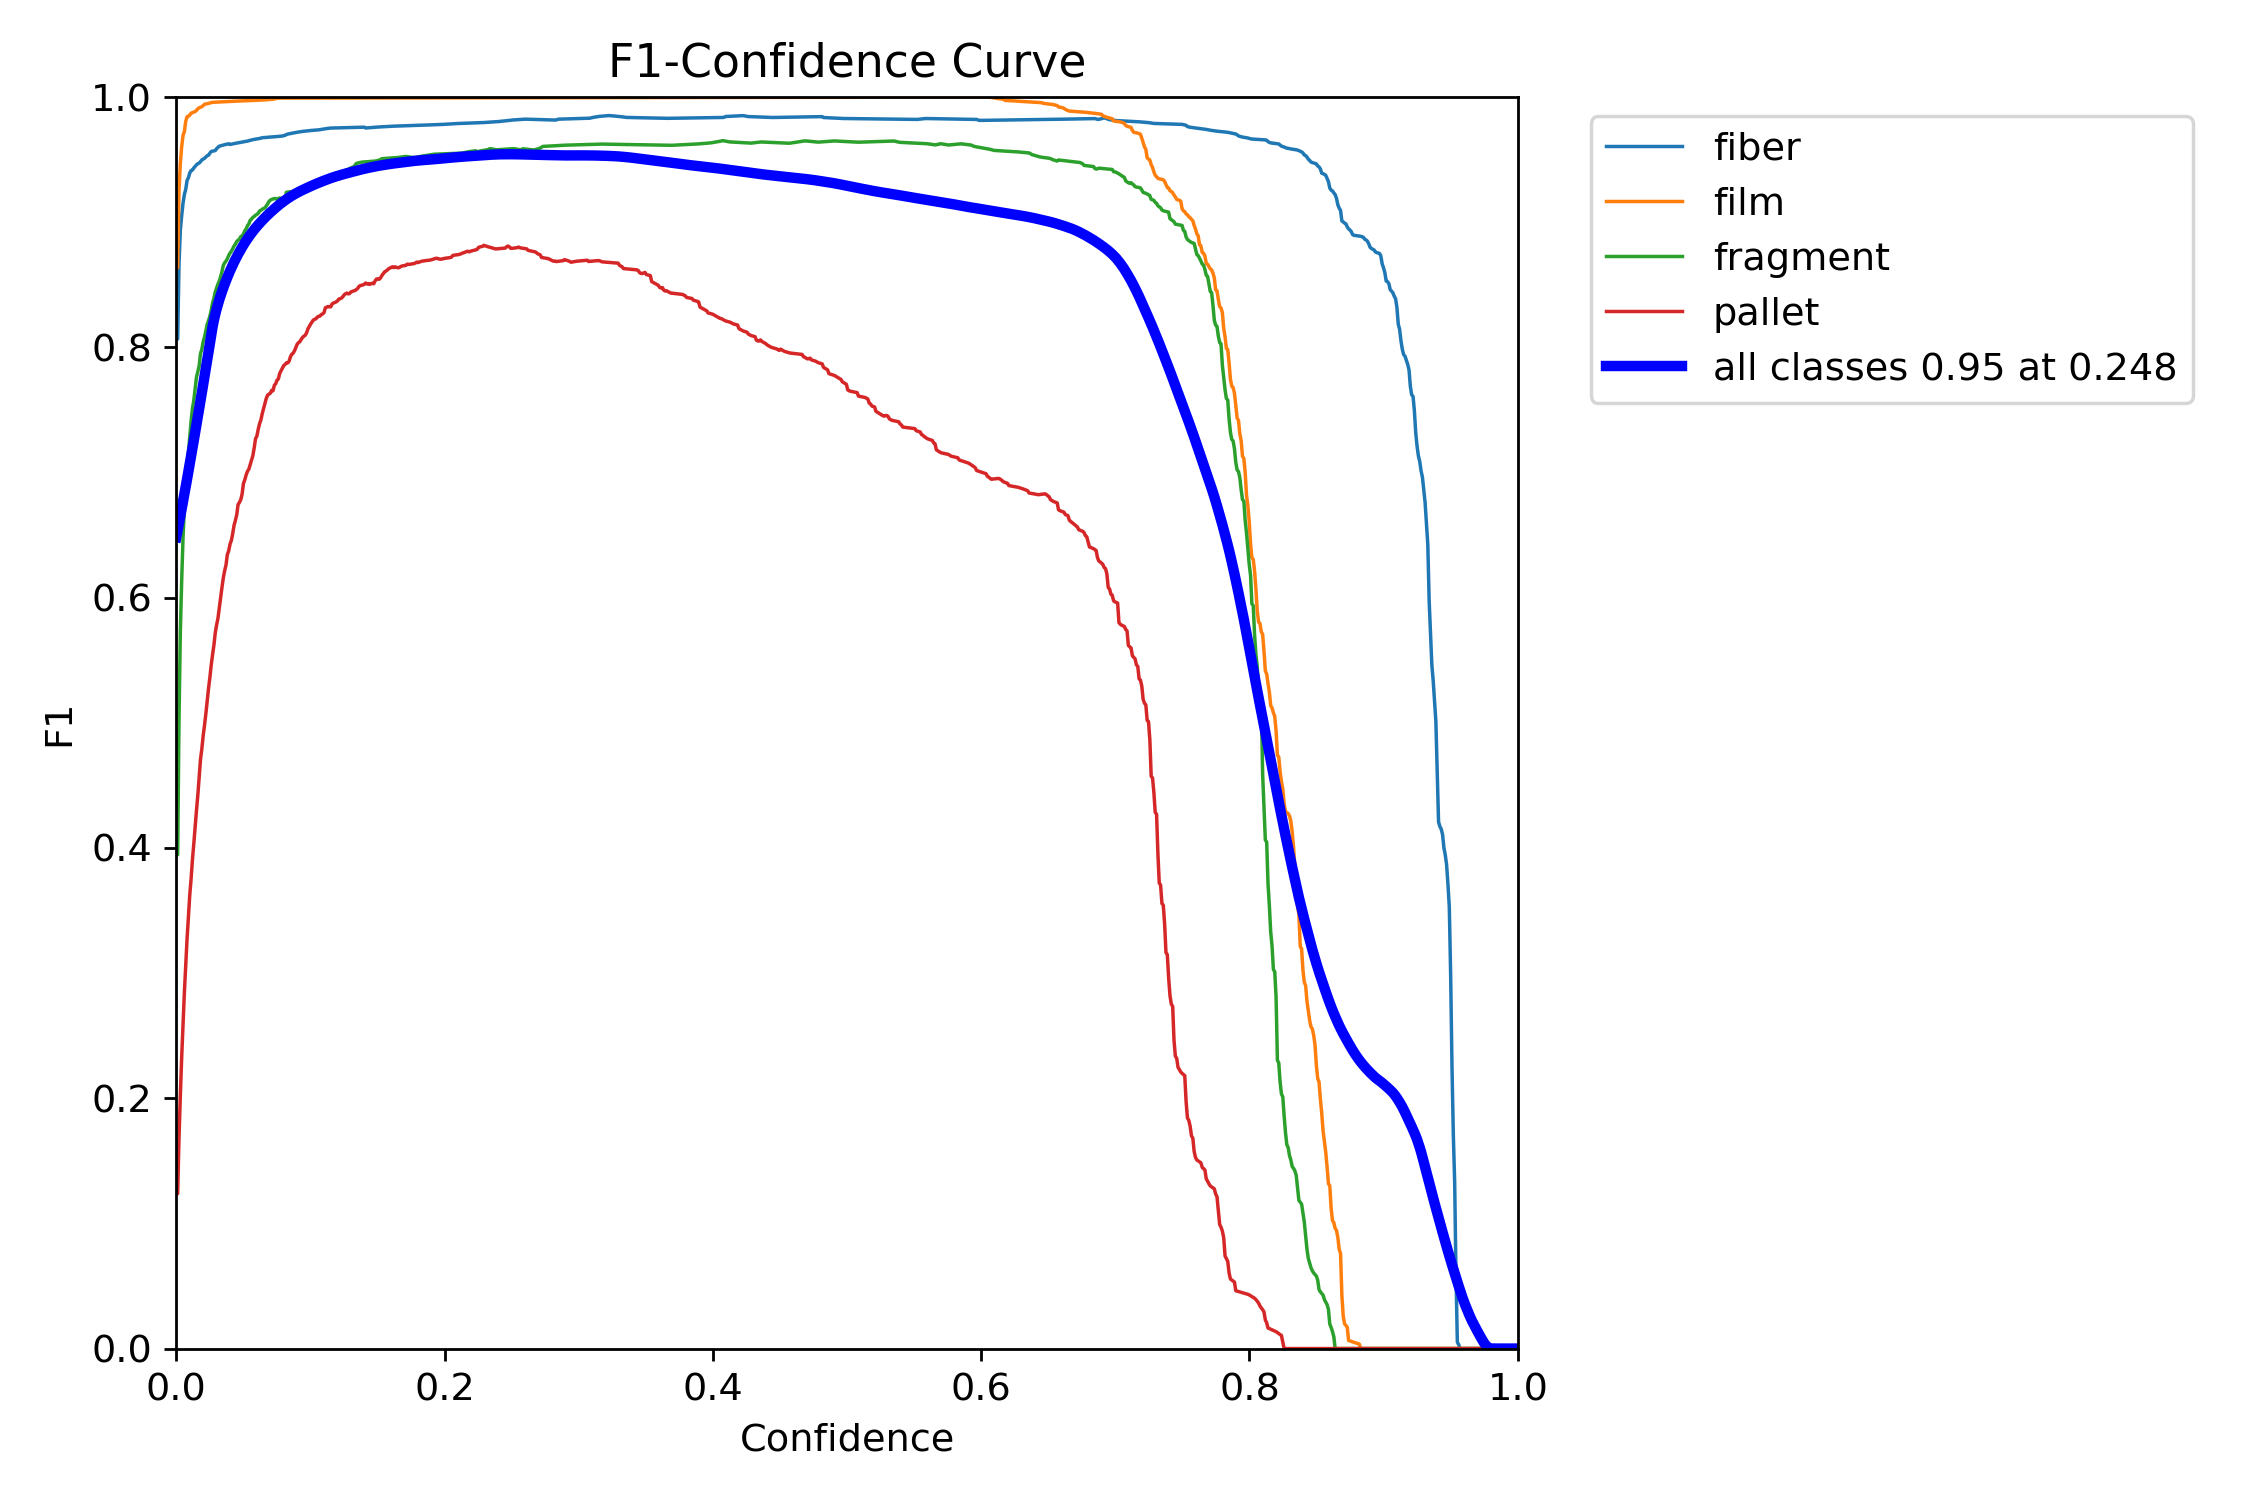 F1-Confidence Curve
1.0
0.8
0.6
0.4
0.2
0.0
F1
0.0 0.2 0.4 0.6 0.8 1.0
Confidence
fiber
film
fragment
pallet
all classes 0.95 at 0.248